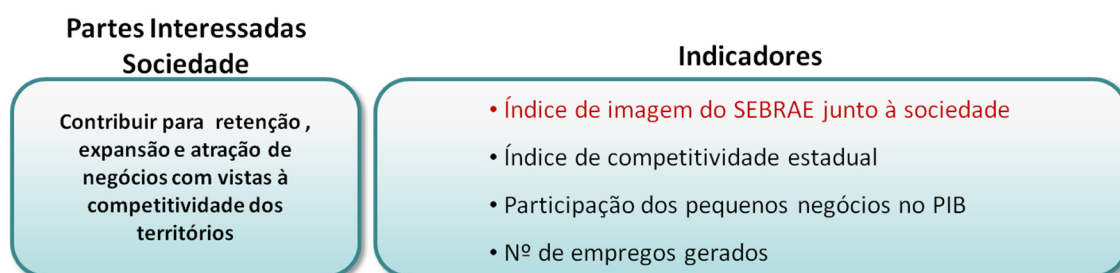 Partes Interessadas
Sociedade
Indicadores
Contribuir para retenção ,
expansão e atração de
negócios com vistas à
competitividade dos
territórios
• Índice de imagem do SEBRAE junto à sociedade
• Índice de competitividade estadual
• Participação dos pequenos negócios no PIB
• Nº de empregos gerados